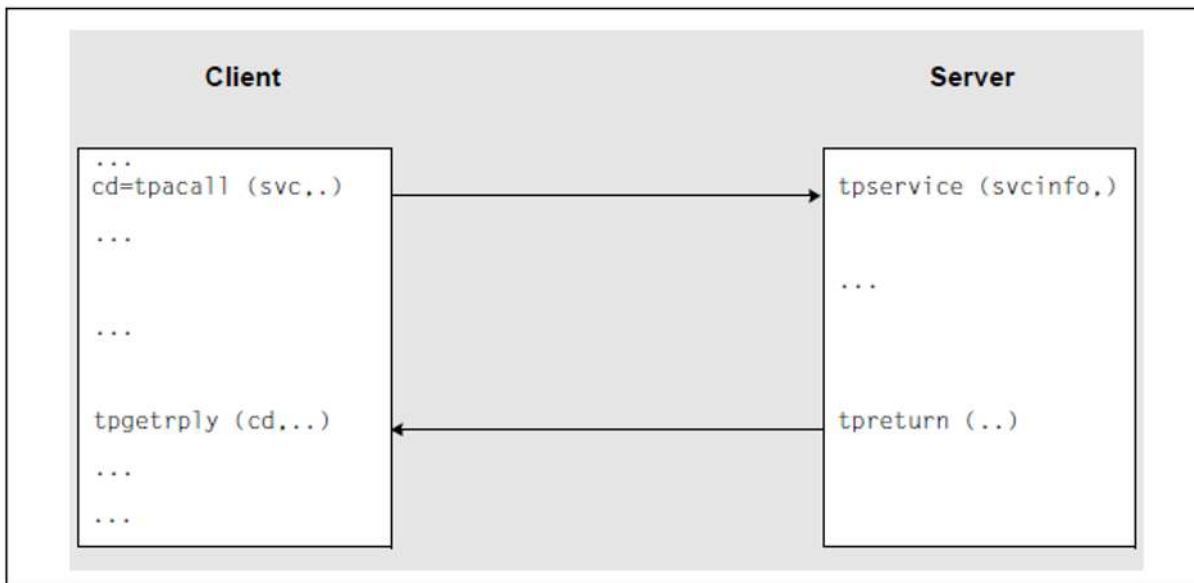 Client
Server
...
cd=tpacall (svc,.)
...
...
tpgetrply (cd,..)
...
...
tpservice (svcinfo,)
...
tpreturn (..)